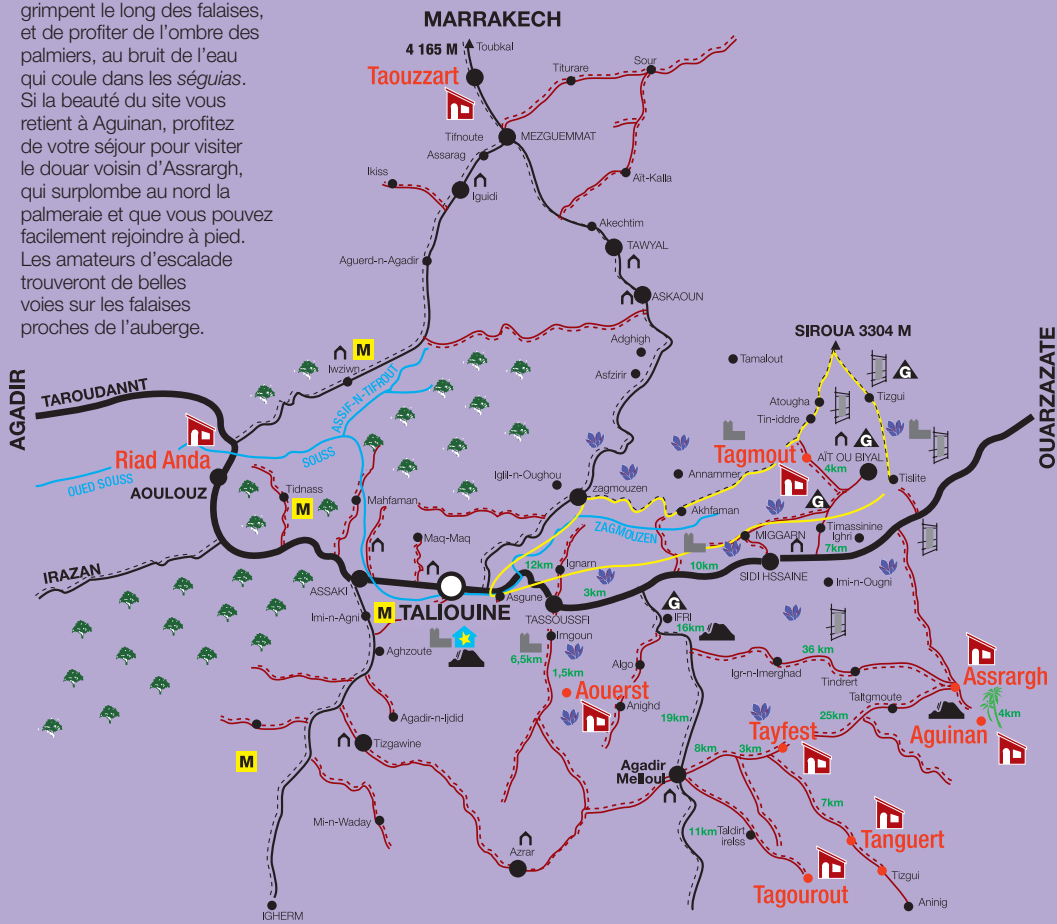 grimpent le long des falaises,
et de profiter de l'ombre des
palmiers, au bruit de l'eau
qui coule dans les séguias.
Si la beauté du site vous
retient à Aguinan, profitez
de votre séjour pour visiter
le douar voisin d'Assrargh,
qui surplombe au nord la
palmeraie et que vous pouvez
facilement rejoindre à pied.
Les amateurs d'escalade
trouveront de belles
voies sur les falaises
proches de l'auberge.
MARRAKECH
4 165 M
Toubkal
Taouzzart
Titurare
Sour
Tifnoute
MEZGUEMMAT
Assarag
Ikiss
Iguidi
Aït-Kalla
Akechtim
Aguerd-n-Agadir
TAWYAL
ASKAOUN
SIROUA 3304 M
Adghigh
Tamalout
Asfzirir
M
Iwziwn
AGADIR
TAROUDANNT
ASSIF-N-TIFROUT
Atougha
Tizgui
G
Tin-iddre
OUARZAZATE
Riad Anda
SOUSS
OUED SOUSS
AOULOUZ
Tagmout
AÏT OU BIYAL
G
4km
Iglil-n-Oughou
Annammer
Tislite
Tidnass
M
Mahfaman
zagmouzen
Akhfaman
G
ZAGMOUZEN
Maq-Maq
MIGGARN
Timassinine
Ighri
7km
IRAZAN
12km
Ignarn
3km
10km
SIDI HSSAINE
Imi-n-Ougni
ASSAKI
TALIOUINE
Asgune
TASSOUSSFI
M
Imi-n-Agni
G
IFRI
16km
Imgoun
6,5km
1,5km
Aghzoute
Algo
36 km
Igr-n-Imerghad
Tindrert
Assrargh
Taltgmoute
Aouerst
Anighd
Agadir-n-Ijdid
19km
25km
4km
Aguinan
Tayfest
Tizgawine
8km
3km
M
Agadir
Melloul
7km
Mi-n-Waday
11km
Taldirt
irelss
Tanguert
Azrar
Tizgui
Tagourout
Aninig
IGHERM